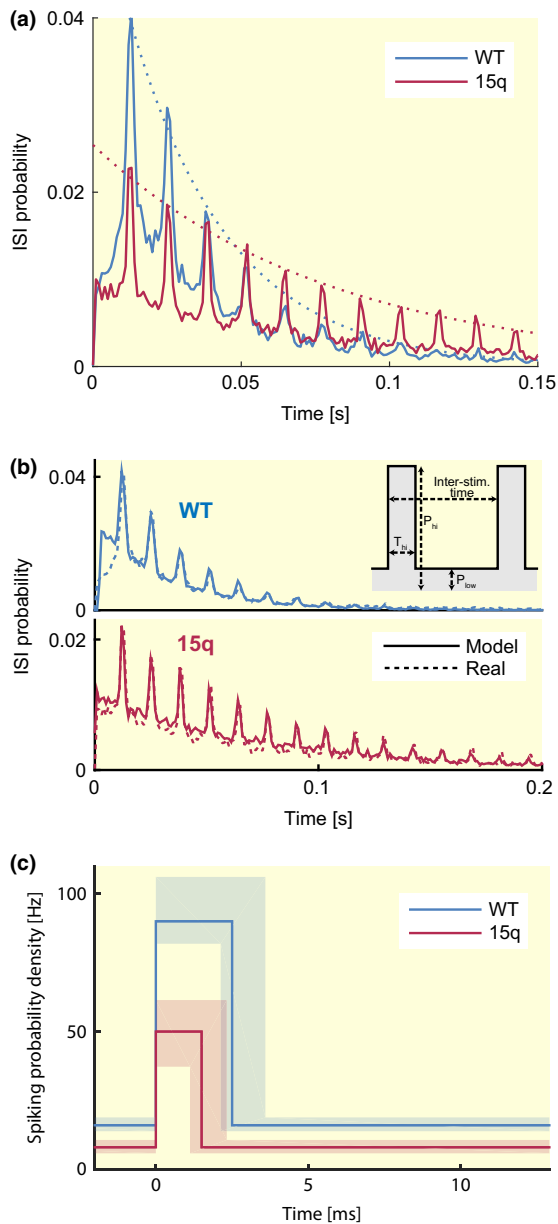 (a)
0.04
0.02
0
ISI probability
WT
15q
0
0.05
0.1
0.15
Time [s]
(b)
0.04
0
WT
Inter-stim.
time
P_hi
T_hi
P_low
ISI probability
0.02
0
15q
Model
Real
0
0.1
0.2
Time [s]
(c)
100
50
0
Spiking probability density [Hz]
WT
15q
0
5
10
Time [ms]